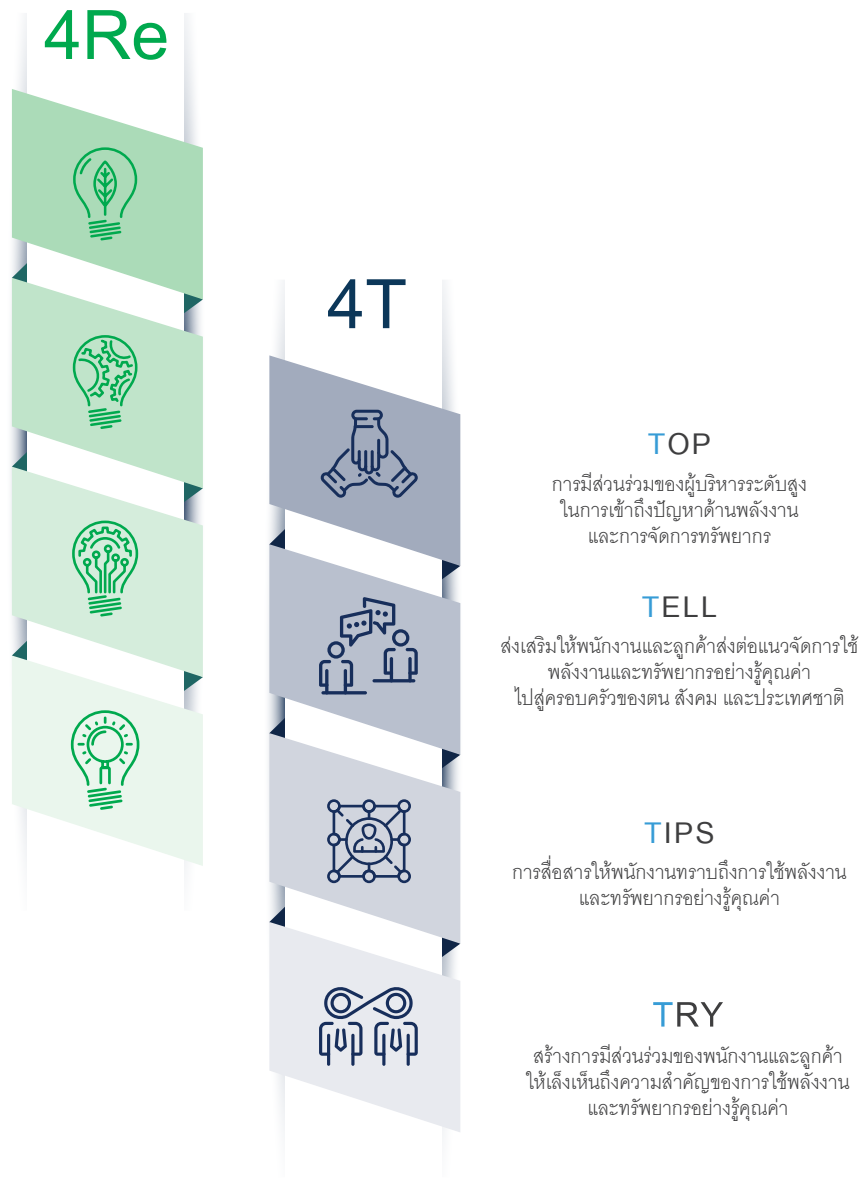 4Re
4T
TOP
การมีส่วนร่วมของผู้บริหารระดับสูง
ในการเข้าถึงปัญหาด้านพลังงาน
และการจัดการทรัพยากร
TELL
ส่งเสริมให้พนักงานและลูกค้าส่งต่อแนวจัดการใช้
พลังงานและทรัพยากรอย่างรู้คุณค่า
ไปสู่ครอบครัวของตน สังคม และประเทศชาติ
TIPS
การสื่อสารให้พนักงานทราบถึงการใช้พลังงาน
และทรัพยากรอย่างรู้คุณค่า
TRY
สร้างการมีส่วนร่วมของพนักงานและลูกค้า
ให้เล็งเห็นถึงความสำคัญของการใช้พลังงาน
และทรัพยากรอย่างรู้คุณค่า